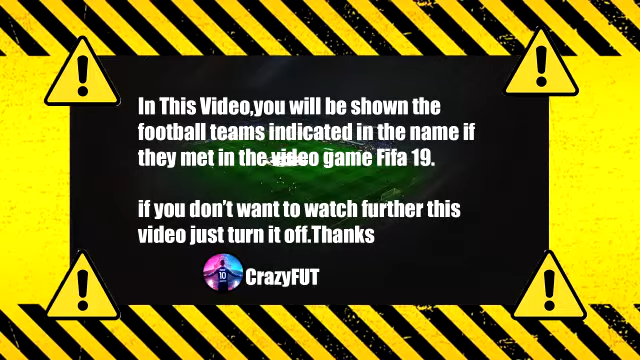 In This Video,you will be shown the
football teams indicated in the name if
they met in the video game Fifa 19.
if you don't want to watch further this
video just turn it off.Thanks
CrazyFUT